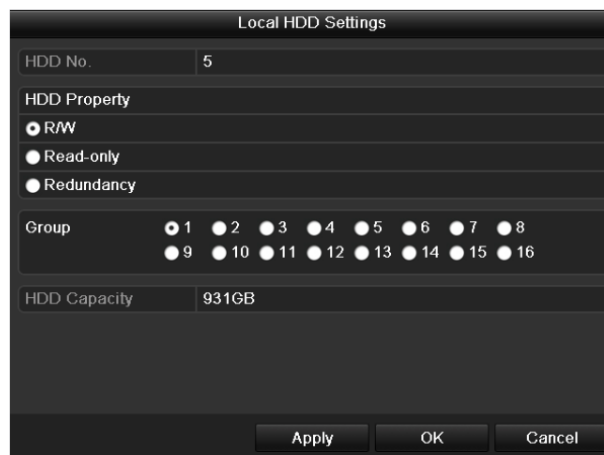 Local HDD Settings
HDD No. 5
HDD Property
R/W
Read-only
Redundancy
Group 1 2 3 4 5 6 7 8
9 10 11 12 13 14 15 16
HDD Capacity 931GB
Apply OK Cancel